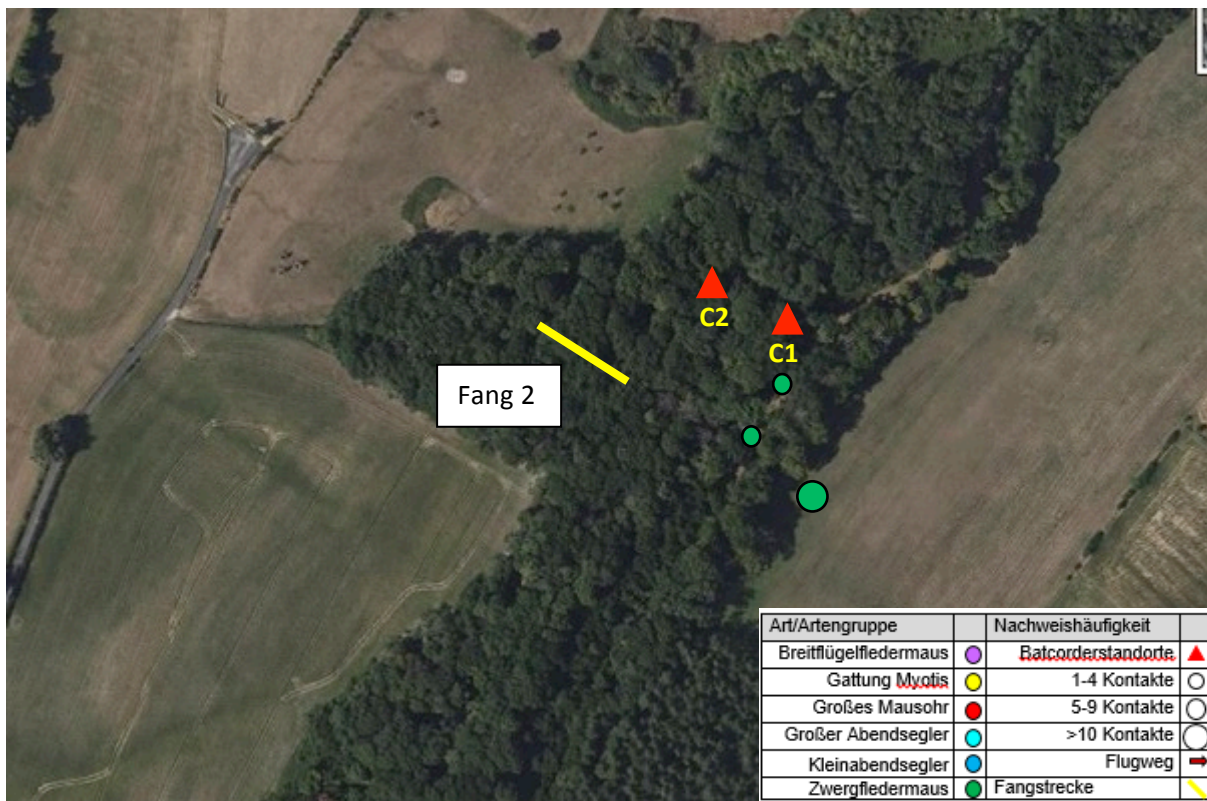 C2
C1
Fang 2
Art/Artengruppe Nachweishäufigkeit
Breitflügelfledermaus Batcorderstandorte
Gattung Myotis 1-4 Kontakte
Großes Mausohr 5-9 Kontakte
Großer Abendsegler >10 Kontakte
Kleinabendsegler Flugweg
Zwergfledermaus Fangstrecke